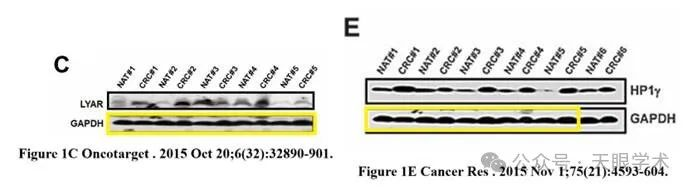 C
NAT#1 CRC#1 NAT#2 CRC#2 NAT#3 CRC#3 NAT#4 CRC#4 NAT#5 CRC#5
LYAR
GAPDH
Figure 1C Oncotarget . 2015 Oct 20;6(32):32890-901.
E
NAT#1 CRC#1 NAT#2 CRC#2 NAT#3 CRC#3 NAT#4 CRC#4 NAT#5 CRC#5 NAT#6 CRC#6
HP1γ
GAPDH
Figure 1E Cancer Res . 2015 Nov 1;75(21):4593-604.
公众号 · 天眼学术